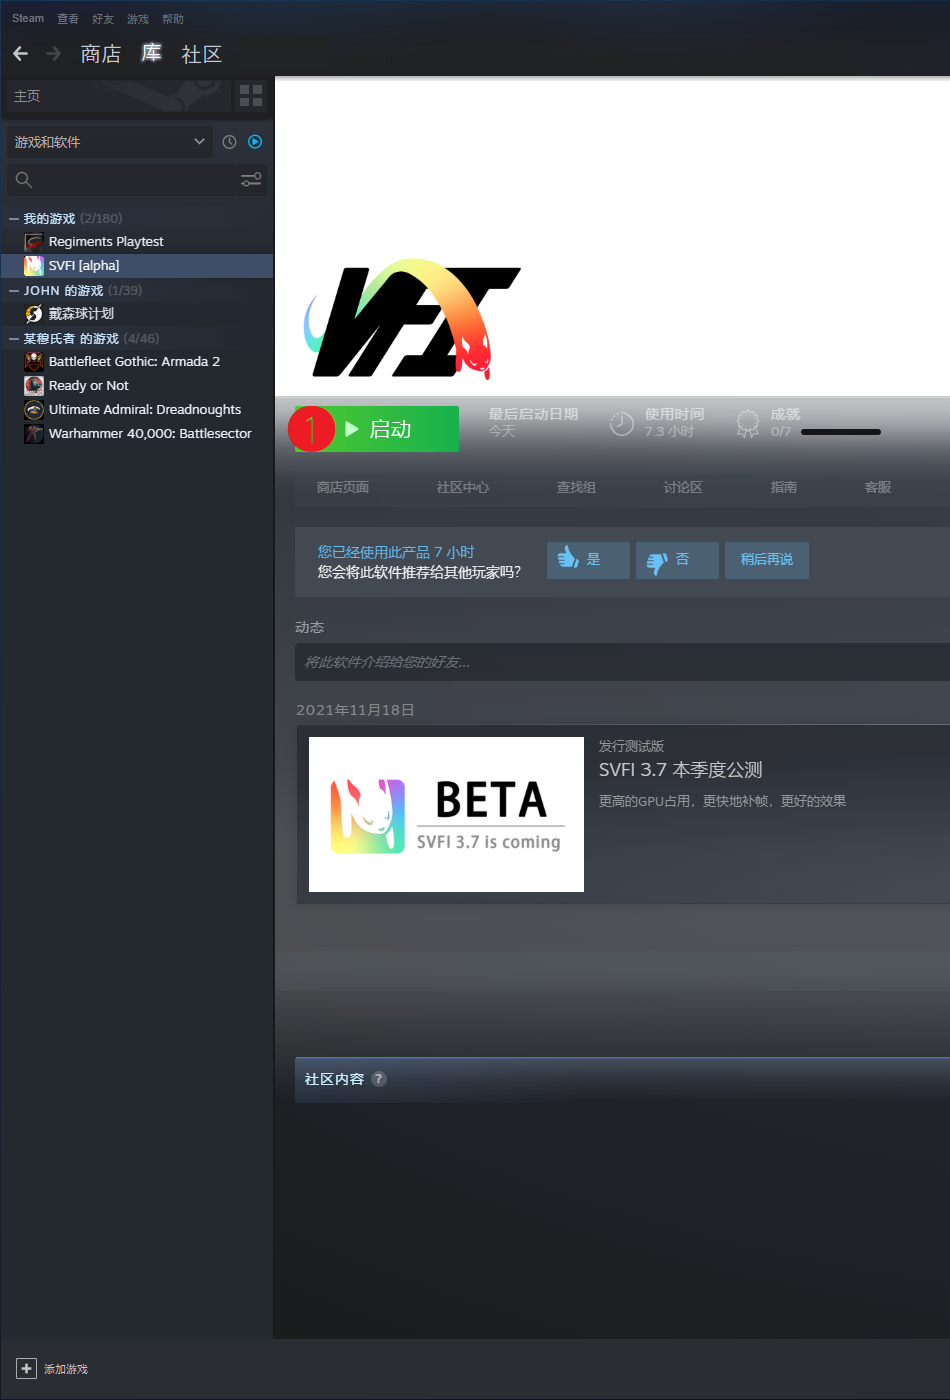 Steam 查看 好友 游戏 帮助
商店 库 社区
主页
游戏和软件
我的游戏 (2/180)
Regiments Playtest
SVFI [alpha]
JOHN 的游戏 (1/39)
戴森球计划
某穆氏者 的游戏 (4/46)
Battlefleet Gothic: Armada 2
Ready or Not
Ultimate Admiral: Dreadnoughts
Warhammer 40,000: Battlesector
添加游戏
VFI
1 启动
最后启动日期
今天
使用时间
7.3 小时
成就
0/7
商店页面 社区中心 查找组 讨论区 指南 客服
您已经使用此产品 7 小时
您会将此软件推荐给其他玩家吗?
是 否 稍后再说
动态
将此软件介绍给您的好友...
2021年11月18日
BETA
SVFI 3.7 is coming
发行测试版
SVFI 3.7 本季度公测
更高的GPU占用，更快地补帧，更好的效果
社区内容 ?